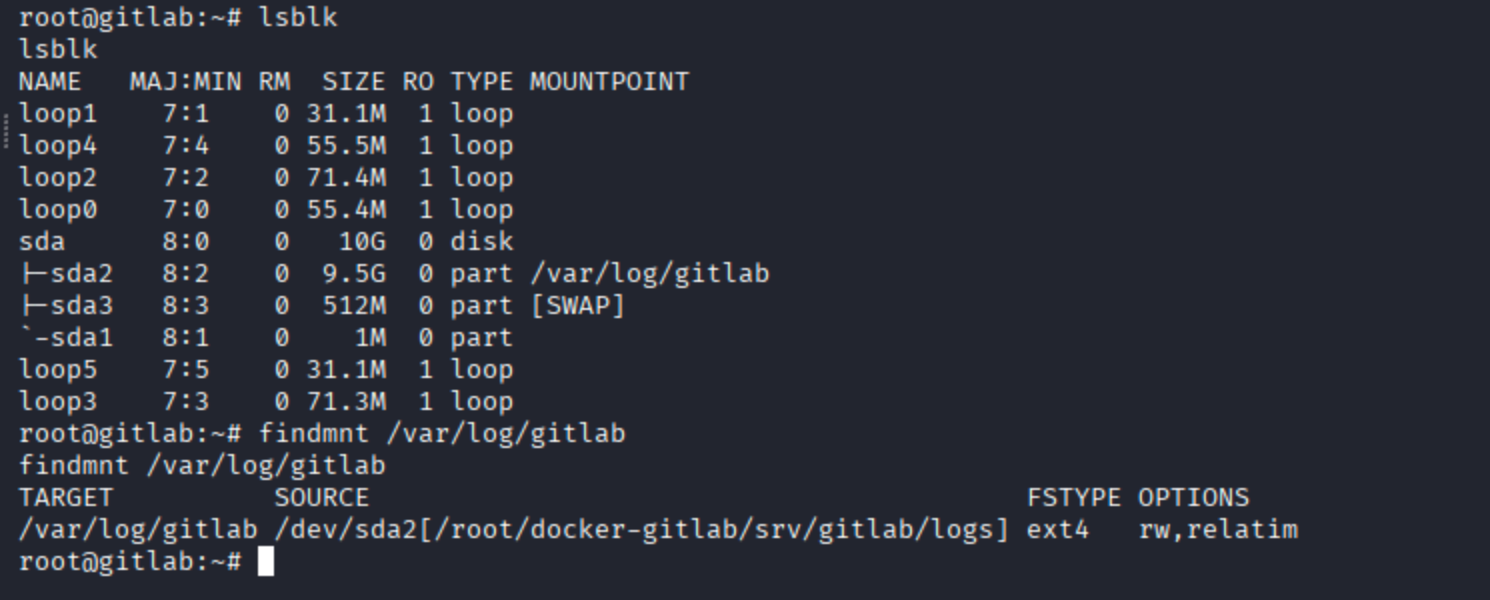 root@gitlab:~# lsblk
lsblk
NAME   MAJ:MIN RM  SIZE RO TYPE MOUNTPOINT
loop1    7:1    0 31.1M  1 loop
loop4    7:4    0 55.5M  1 loop
loop2    7:2    0 71.4M  1 loop
loop0    7:0    0 55.4M  1 loop
sda      8:0    0   10G  0 disk
|-sda2   8:2    0  9.5G  0 part /var/log/gitlab
|-sda3   8:3    0  512M  0 part [SWAP]
`-sda1   8:1    0    1M  0 part
loop5    7:5    0 31.1M  1 loop
loop3    7:3    0 71.3M  1 loop
root@gitlab:~# findmnt /var/log/gitlab
findmnt /var/log/gitlab
TARGET          SOURCE                                         FSTYPE OPTIONS
/var/log/gitlab /dev/sda2[/root/docker-gitlab/srv/gitlab/logs] ext4   rw,relatim
root@gitlab:~#